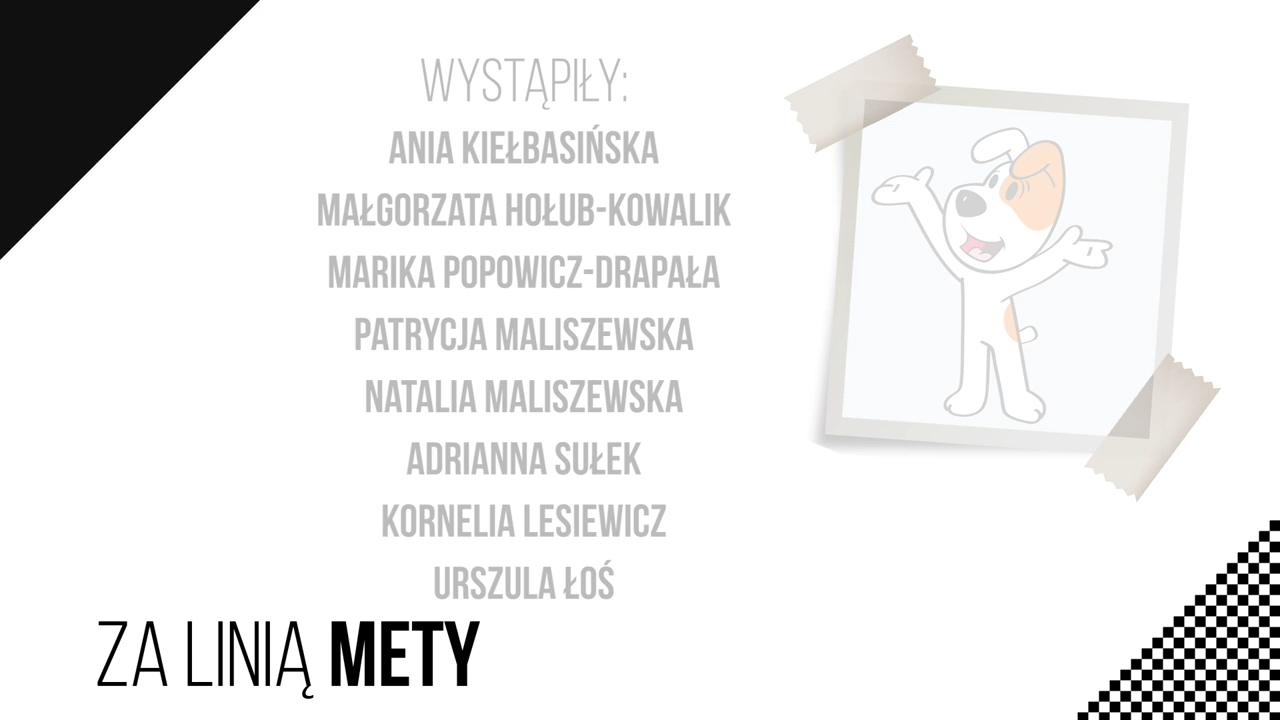 WYSTĄPIŁY:
ANIA KIEŁBASIŃSKA
MAŁGORZATA HOŁUB-KOWALIK
MARIKA POPOWICZ-DRAPAŁA
PATRYCJA MALISZEWSKA
NATALIA MALISZEWSKA
ADRIANNA SUŁEK
KORNELIA LESIEWICZ
URSZULA ŁOŚ
ZA LINIĄ METY